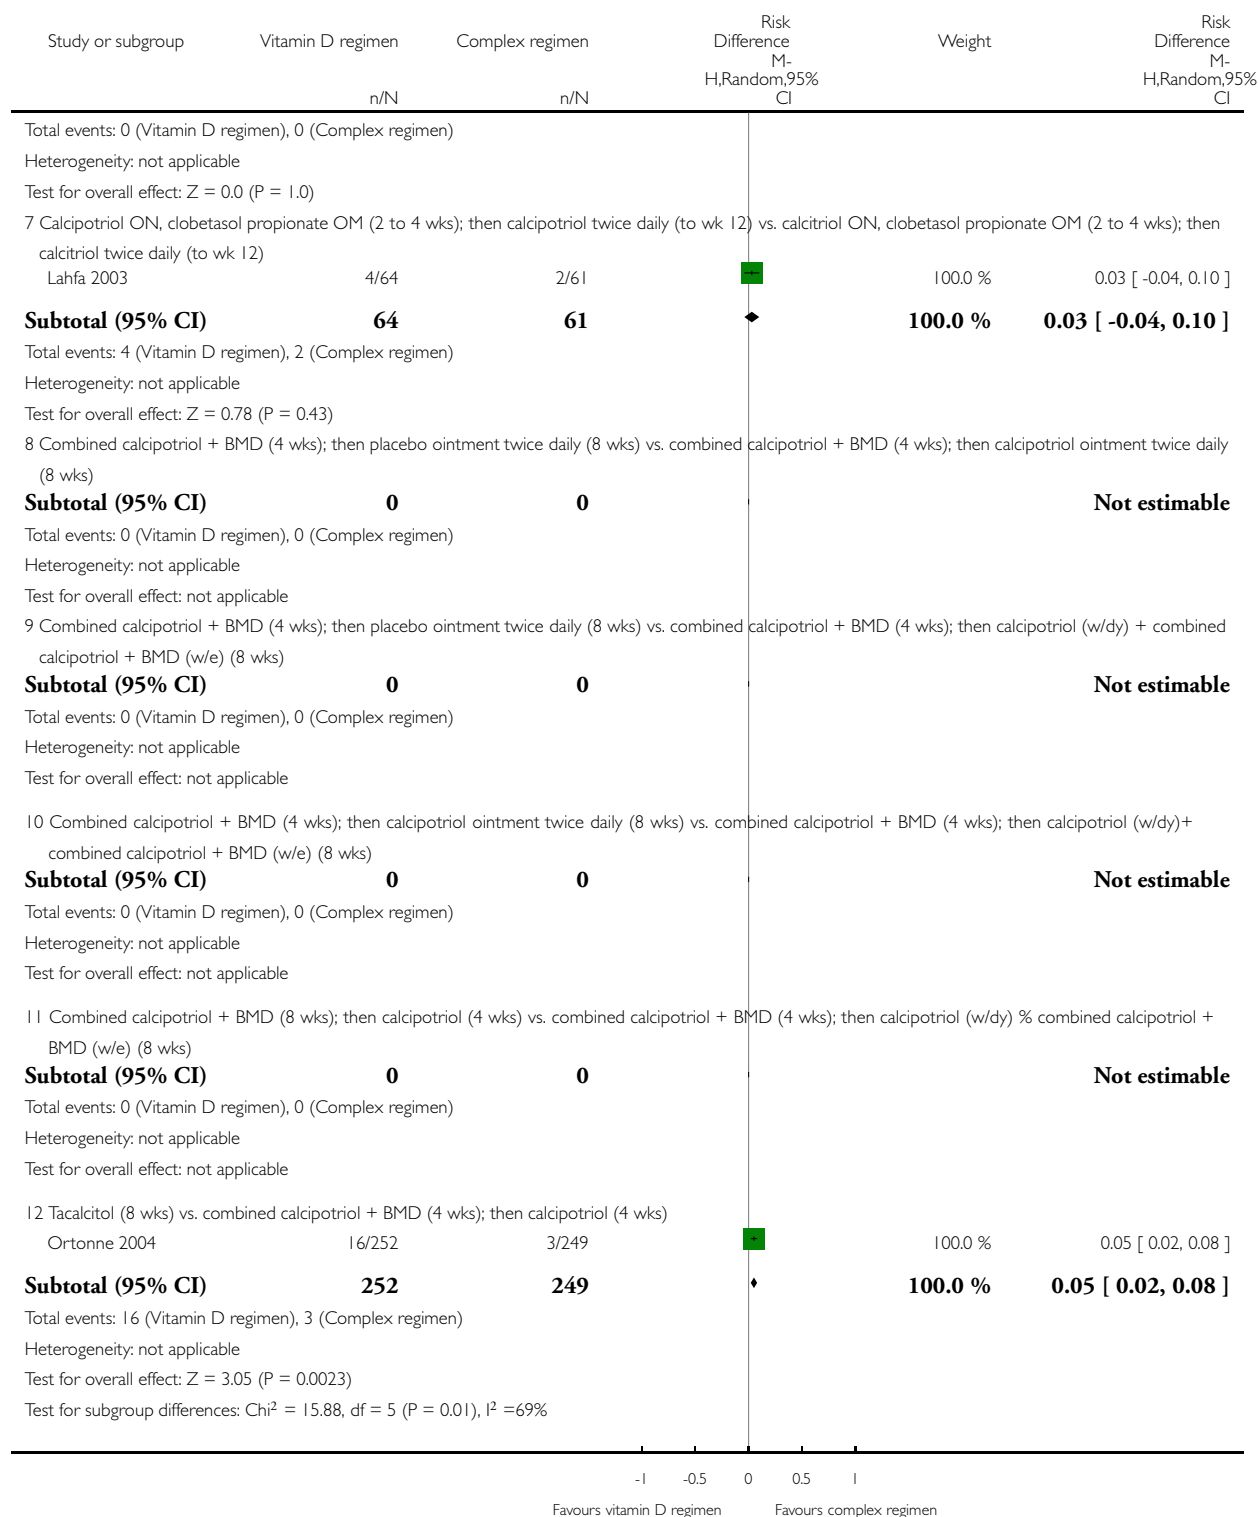 Study or subgroup Vitamin D regimen Complex regimen Risk Difference Weight Risk Difference
M-H,Random,95% CI M-H,Random,95% CI
n/N n/N
Total events: 0 (Vitamin D regimen), 0 (Complex regimen)
Heterogeneity: not applicable
Test for overall effect: Z = 0.0 (P = 1.0)
7 Calcipotriol ON, clobetasol propionate OM (2 to 4 wks); then calcipotriol twice daily (to wk 12) vs. calcitriol ON, clobetasol propionate OM (2 to 4 wks); then
calcitriol twice daily (to wk 12)
Lahfa 2003 4/64 2/61 100.0 % 0.03 [ -0.04, 0.10 ]
Subtotal (95% CI) 64 61 100.0 % 0.03 [ -0.04, 0.10 ]
Total events: 4 (Vitamin D regimen), 2 (Complex regimen)
Heterogeneity: not applicable
Test for overall effect: Z = 0.78 (P = 0.43)
8 Combined calcipotriol + BMD (4 wks); then placebo ointment twice daily (8 wks) vs. combined calcipotriol + BMD (4 wks); then calcipotriol ointment twice daily
(8 wks)
Subtotal (95% CI) 0 0 Not estimable
Total events: 0 (Vitamin D regimen), 0 (Complex regimen)
Heterogeneity: not applicable
Test for overall effect: not applicable
9 Combined calcipotriol + BMD (4 wks); then placebo ointment twice daily (8 wks) vs. combined calcipotriol + BMD (4 wks); then calcipotriol (w/dy) + combined
calcipotriol + BMD (w/e) (8 wks)
Subtotal (95% CI) 0 0 Not estimable
Total events: 0 (Vitamin D regimen), 0 (Complex regimen)
Heterogeneity: not applicable
Test for overall effect: not applicable
10 Combined calcipotriol + BMD (4 wks); then calcipotriol ointment twice daily (8 wks) vs. combined calcipotriol + BMD (4 wks); then calcipotriol (w/dy)+
combined calcipotriol + BMD (w/e) (8 wks)
Subtotal (95% CI) 0 0 Not estimable
Total events: 0 (Vitamin D regimen), 0 (Complex regimen)
Heterogeneity: not applicable
Test for overall effect: not applicable
11 Combined calcipotriol + BMD (8 wks); then calcipotriol (4 wks) vs. combined calcipotriol + BMD (4 wks); then calcipotriol (w/dy) % combined calcipotriol +
BMD (w/e) (8 wks)
Subtotal (95% CI) 0 0 Not estimable
Total events: 0 (Vitamin D regimen), 0 (Complex regimen)
Heterogeneity: not applicable
Test for overall effect: not applicable
12 Tacalcitol (8 wks) vs. combined calcipotriol + BMD (4 wks); then calcipotriol (4 wks)
Ortonne 2004 16/252 3/249 100.0 % 0.05 [ 0.02, 0.08 ]
Subtotal (95% CI) 252 249 100.0 % 0.05 [ 0.02, 0.08 ]
Total events: 16 (Vitamin D regimen), 3 (Complex regimen)
Heterogeneity: not applicable
Test for overall effect: Z = 3.05 (P = 0.0023)
Test for subgroup differences: Chi² = 15.88, df = 5 (P = 0.01), I² =69%
-1 -0.5 0 0.5 1
Favours vitamin D regimen Favours complex regimen